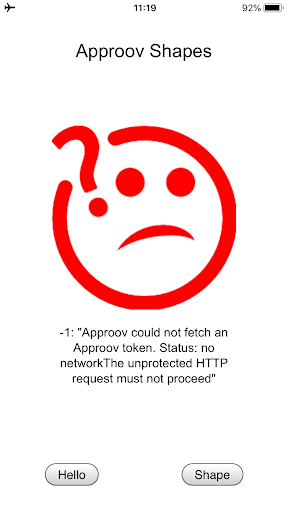 11:19
92%
Approov Shapes
?
-1: "Approov could not fetch an
Approov token. Status: no
networkThe unprotected HTTP
request must not proceed"
Hello
Shape